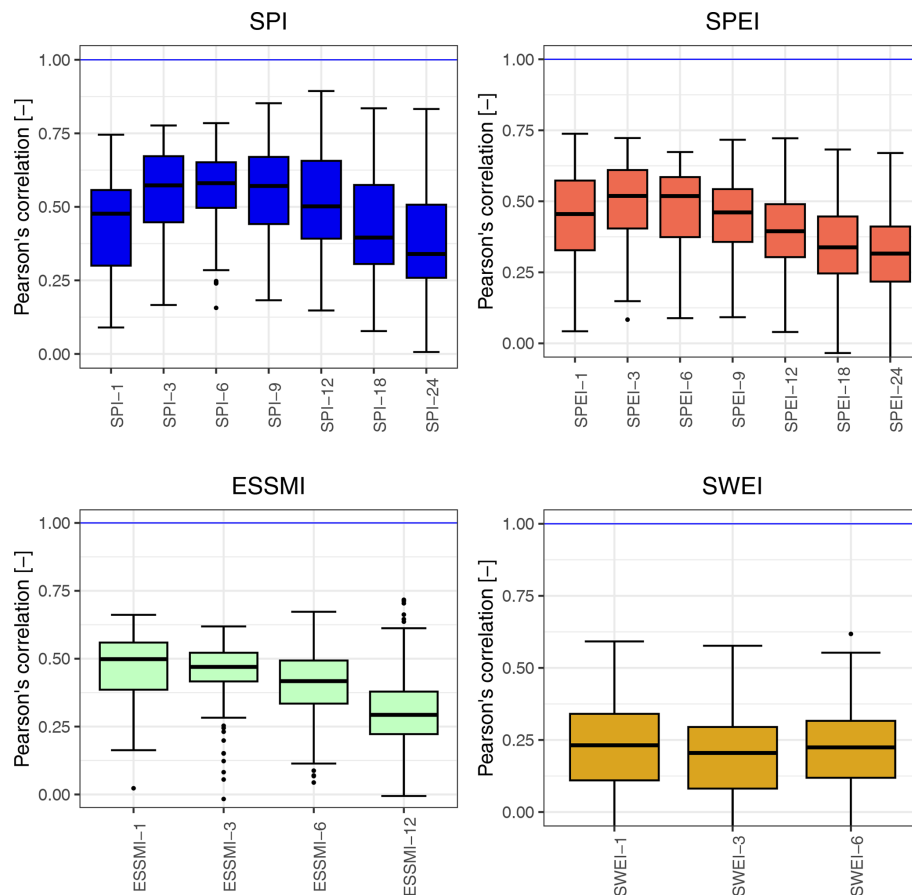 SPI
Pearson's correlation [−]
1.00
0.75
0.50
0.25
0.00
SPI−1
SPI−3
SPI−6
SPI−9
SPI−12
SPI−18
SPI−24
SPEI
Pearson's correlation [−]
1.00
0.75
0.50
0.25
0.00
SPEI−1
SPEI−3
SPEI−6
SPEI−9
SPEI−12
SPEI−18
SPEI−24
ESSMI
Pearson's correlation [−]
1.00
0.75
0.50
0.25
0.00
ESSMI−1
ESSMI−3
ESSMI−6
ESSMI−12
SWEI
Pearson's correlation [−]
1.00
0.75
0.50
0.25
0.00
SWEI−1
SWEI−3
SWEI−6